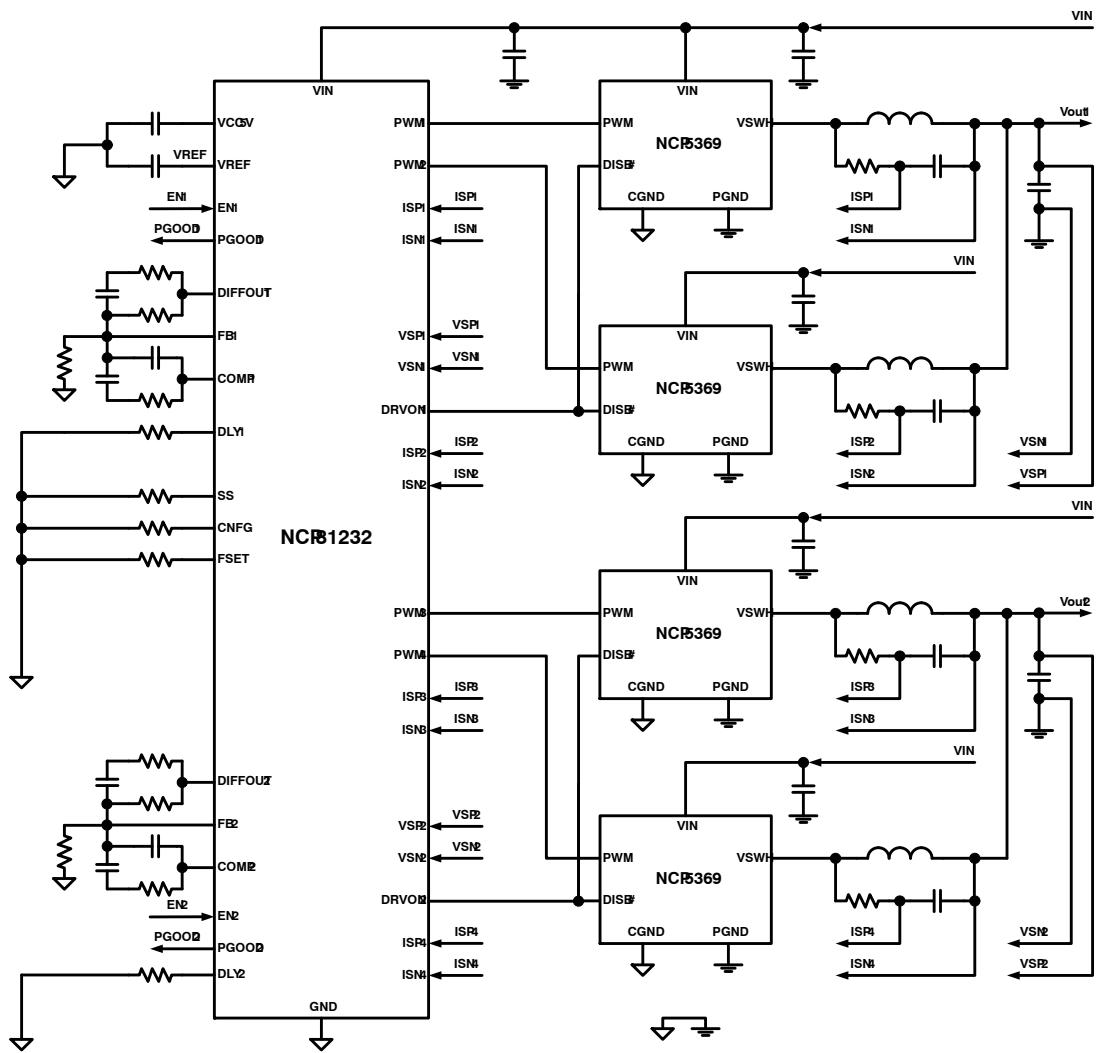 VIN
VIN
VCC5V
VREF
VREF
EN1
EN1
PGOOD1
PGOOD1
DIFFOUT1
FB1
COMP1
DLY1
SS
CNFG
FSET
NCP81232
DIFFOUT2
FB2
COMP2
EN2
EN2
PGOOD2
PGOOD2
DLY2
GND
PWM1
PWM2
ISP1
ISP1
ISN1
ISN1
VSP1
VSP1
VSN1
VSN1
DRVON1
ISP2
ISP2
ISN2
ISN2
PWM3
PWM4
ISP3
ISP3
ISN3
ISN3
VSP2
VSP2
VSN2
VSN2
DRVON2
ISP4
ISP4
ISN4
ISN4
VIN
PWM
NCP5369
VSWH
DISB#
CGND
PGND
Vout1
ISP1
ISN1
VIN
VIN
PWM
NCP5369
VSWH
DISB#
CGND
PGND
ISP2
ISN2
VSN1
VSP1
VIN
VIN
PWM
NCP5369
VSWH
DISB#
CGND
PGND
Vout2
ISP3
ISN3
VIN
VIN
PWM
NCP5369
VSWH
DISB#
CGND
PGND
ISP4
ISN4
VSN2
VSP2